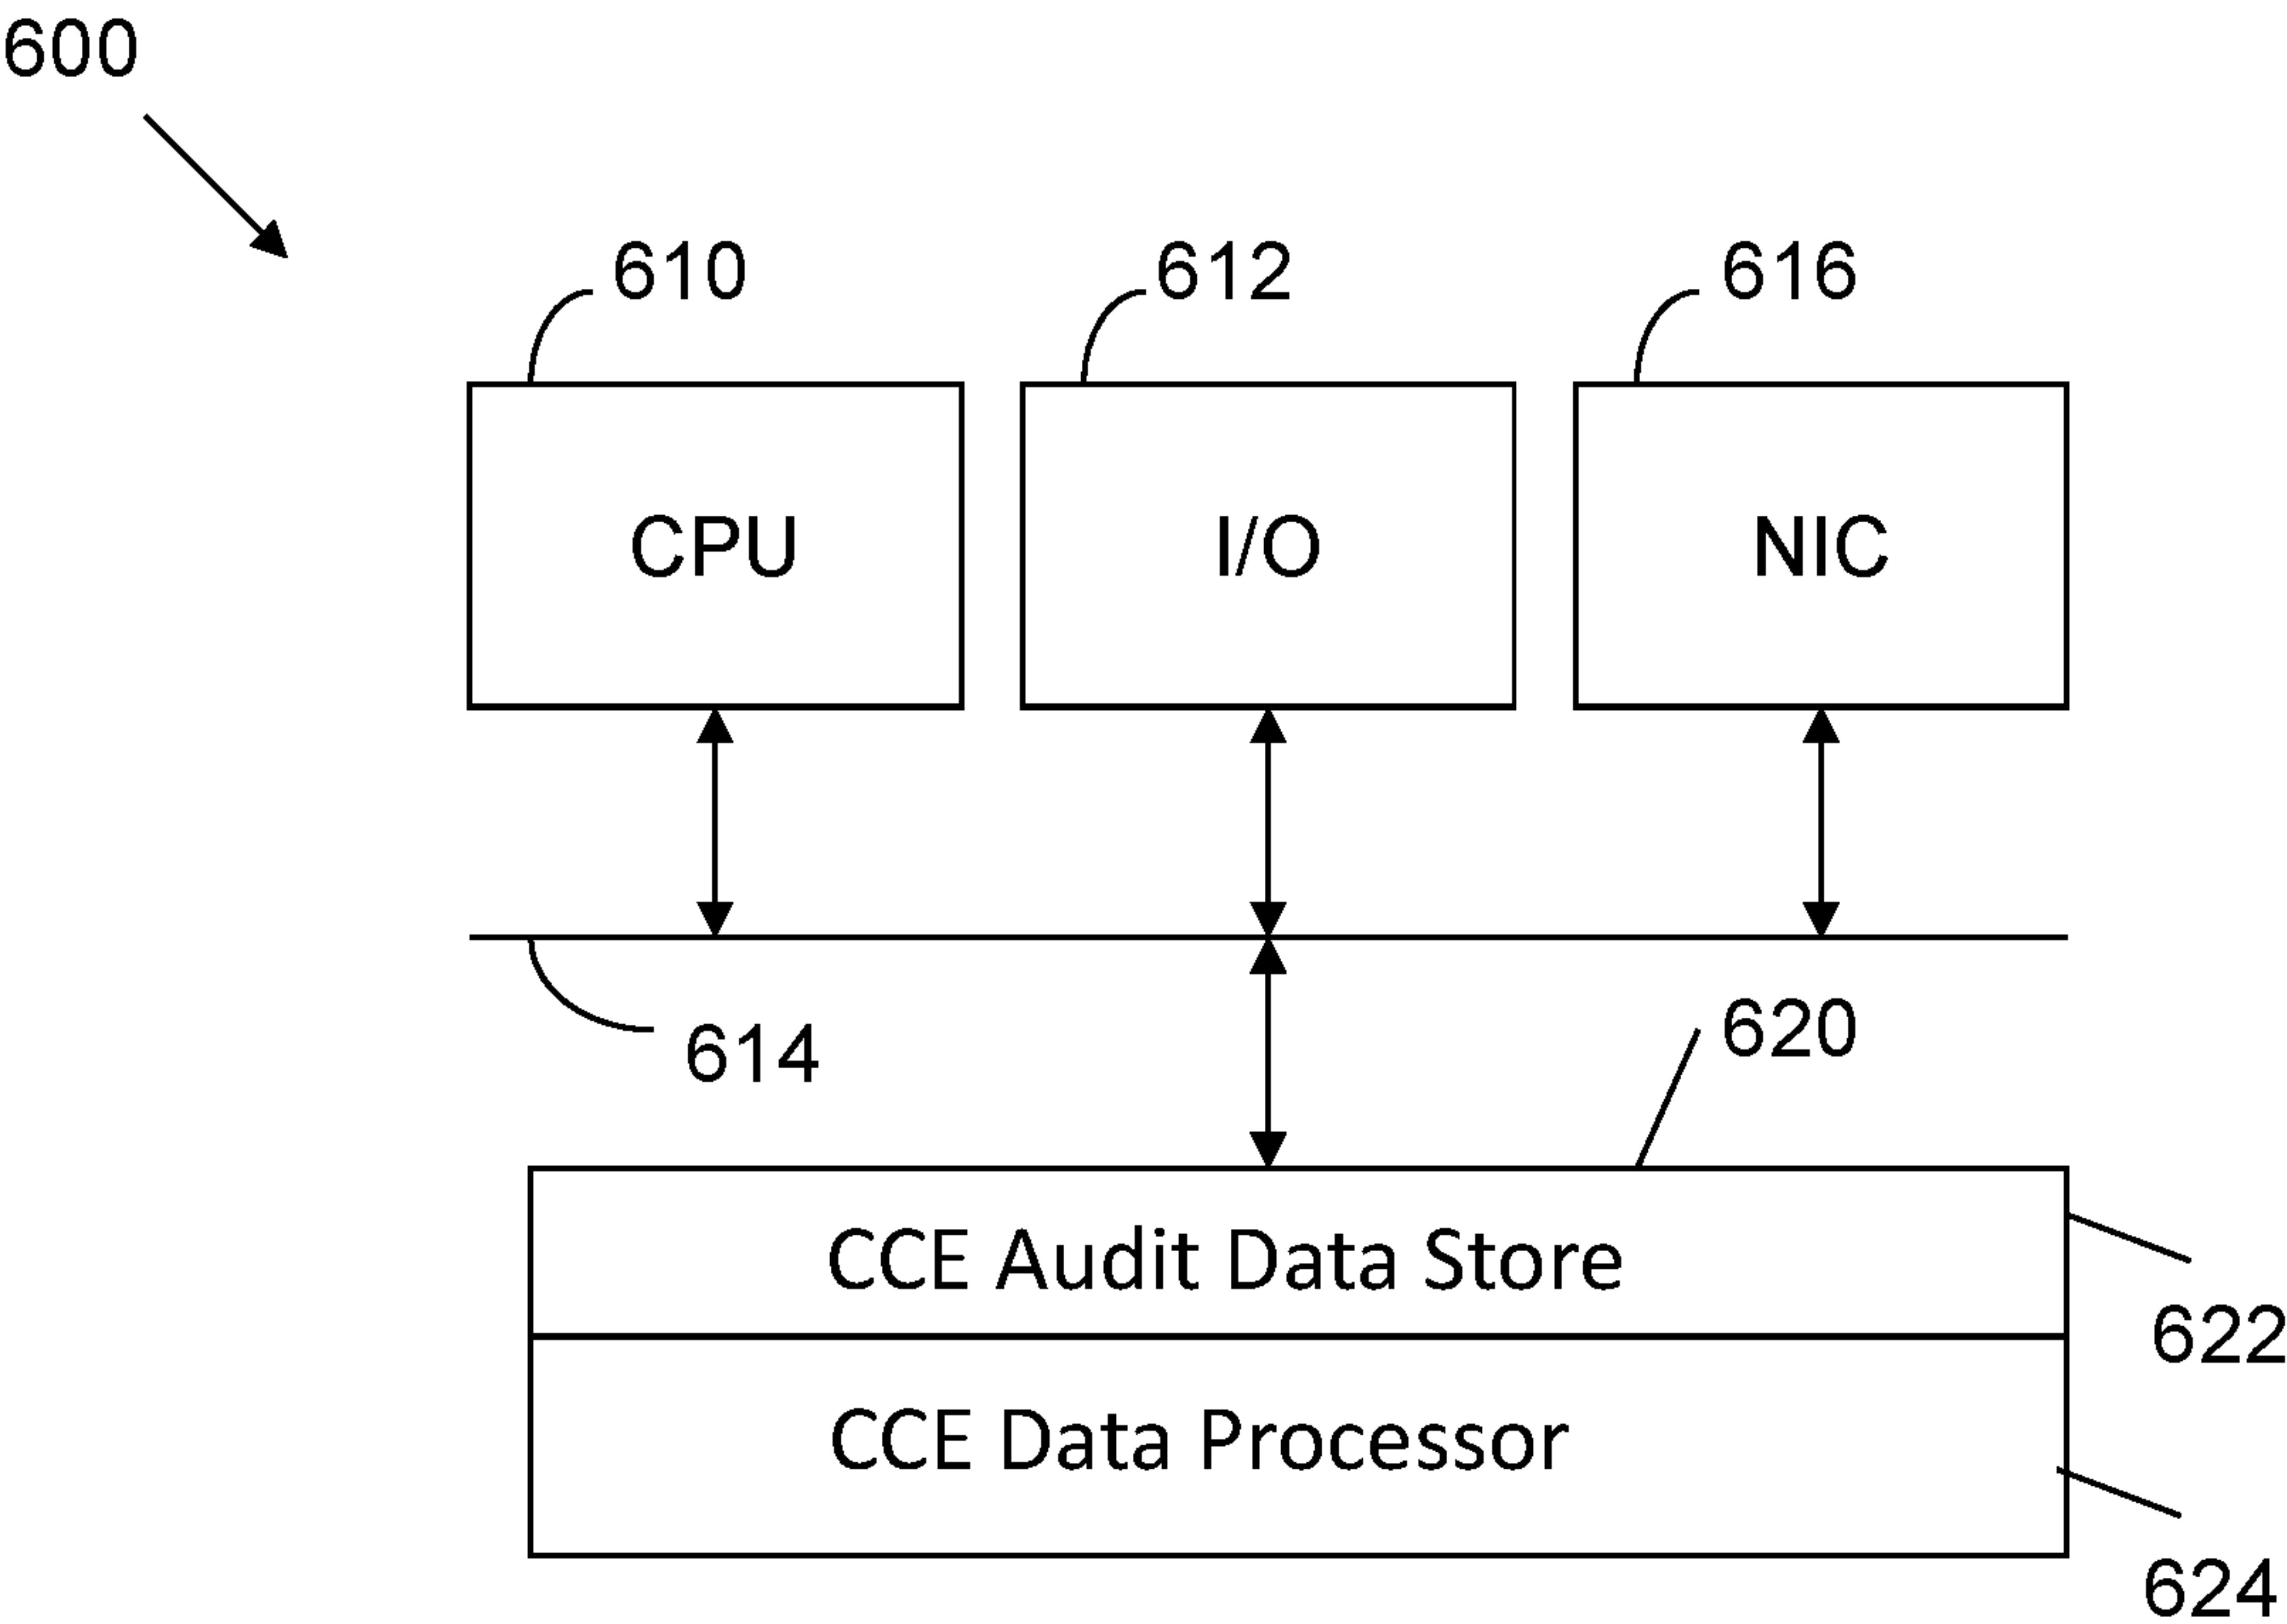 600
610
612
616
CPU
I/O
NIC
614
620
CCE Audit Data Store
622
CCE Data Processor
624